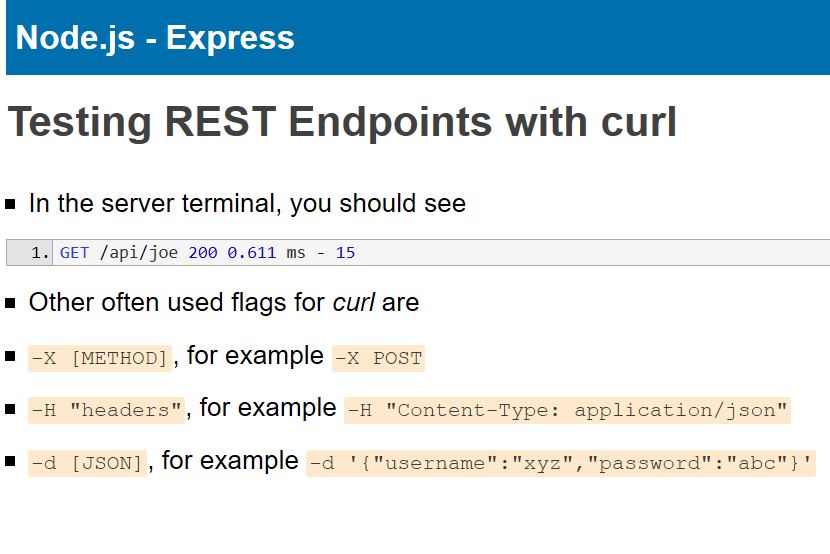 Node.js - Express
Testing REST Endpoints with curl
In the server terminal, you should see
1. GET /api/joe 200 0.611 ms - 15
Other often used flags for curl are
-X [METHOD], for example -X POST
-H "headers", for example -H "Content-Type: application/json"
-d [JSON], for example -d '{"username":"xyz","password":"abc"}'